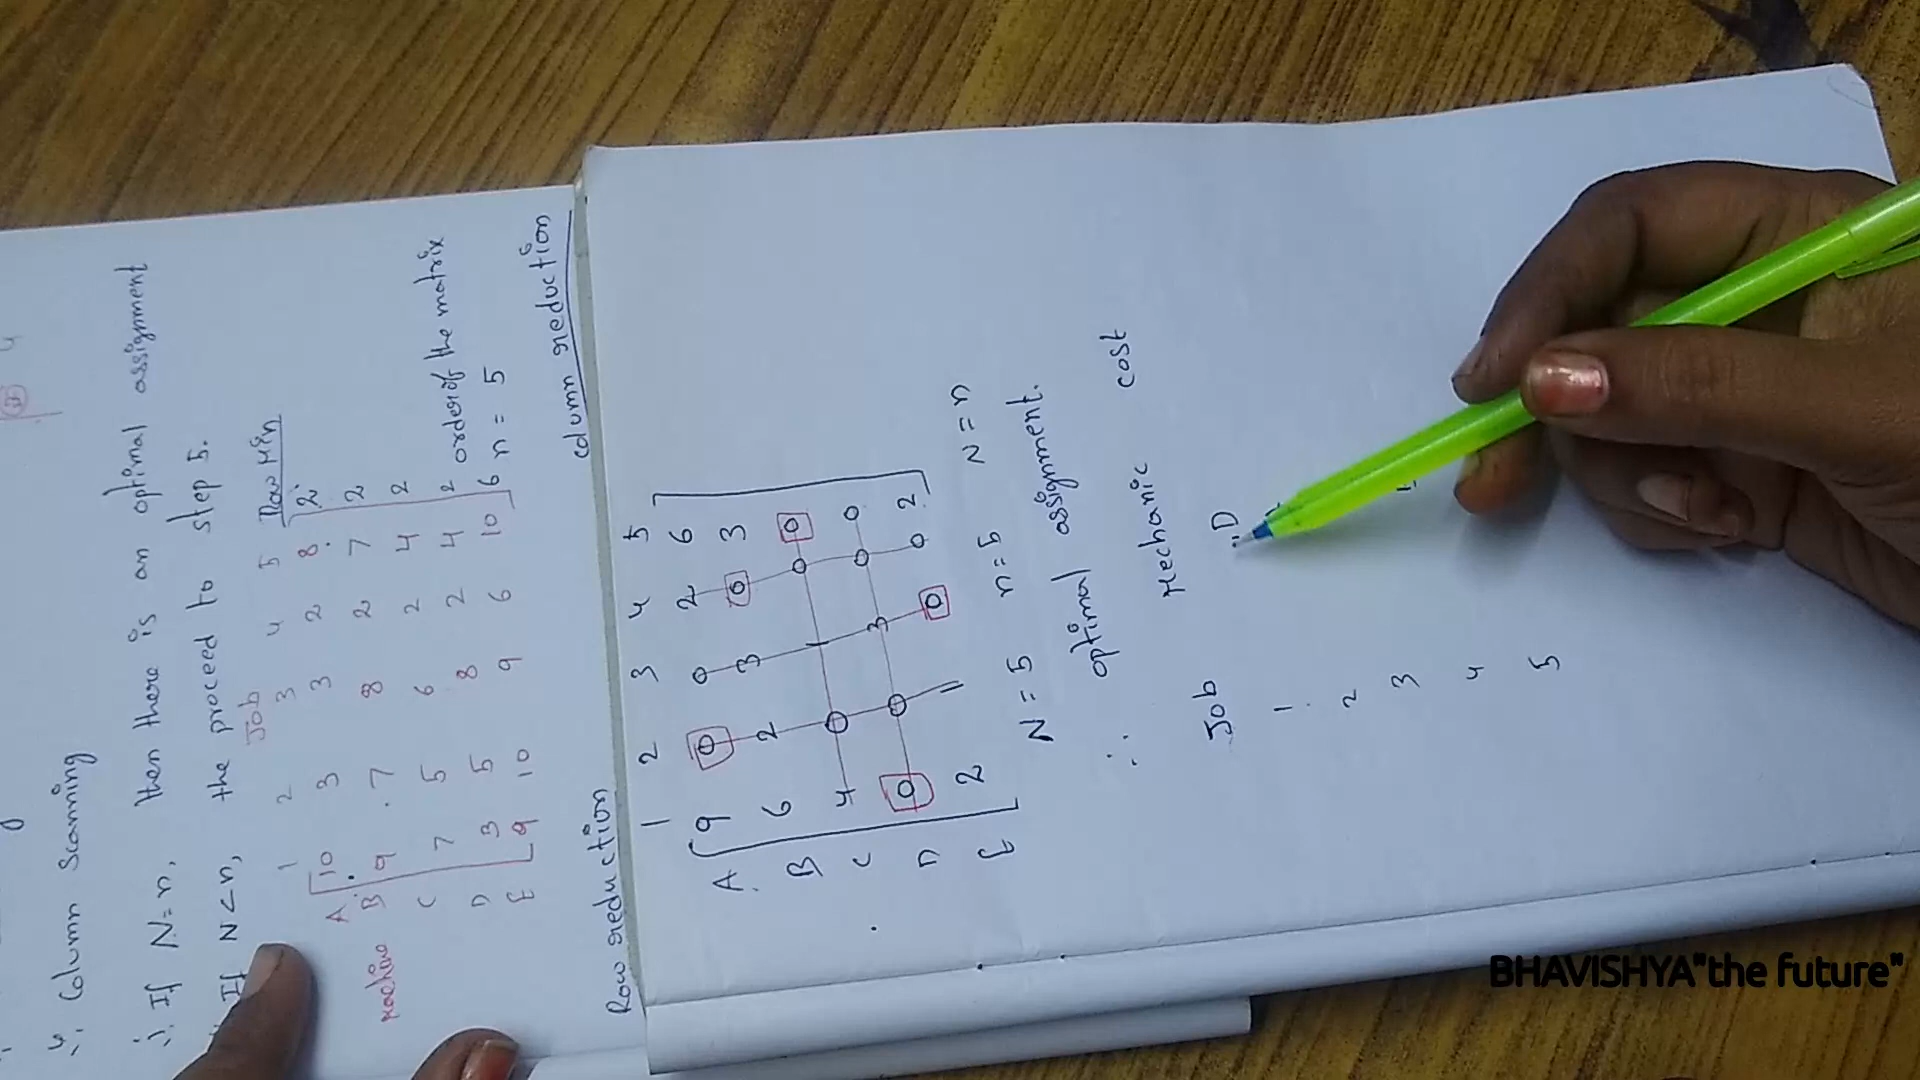 4
Column Scanning
∴ If N = n, then there is an optimal assignment
If N < n, the proceed to step 5.
Job
1 2 3 4 5 Row Min
A 10 3 3 2 8 2
Machine B 9 7 8 2 7 2
C 7 5 6 2 4 2
D 3 5 8 2 4 2 order of the matrix
E 9 10 9 6 10 6 n = 5
Row reduction column reduction
1 2 3 4 5
A 9 0 0 2 6
B 6 2 3 0 3
C 4 0 1 0 0
D 0 0 3 0 0
E 2 1 0 0 2
N = 5 n = 5 N = n
∴ optimal assignment.
Job Mechanic cost
1 D
2
3
4
5
BHAVISHYA"the future"